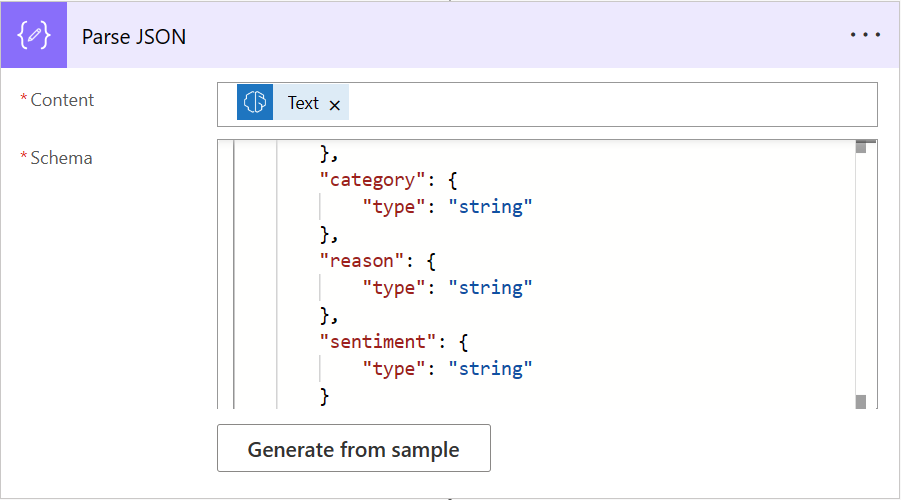 Parse JSON
* Content
Text ×
* Schema
},
"category": {
"type": "string"
},
"reason": {
"type": "string"
},
"sentiment": {
"type": "string"
}
Generate from sample